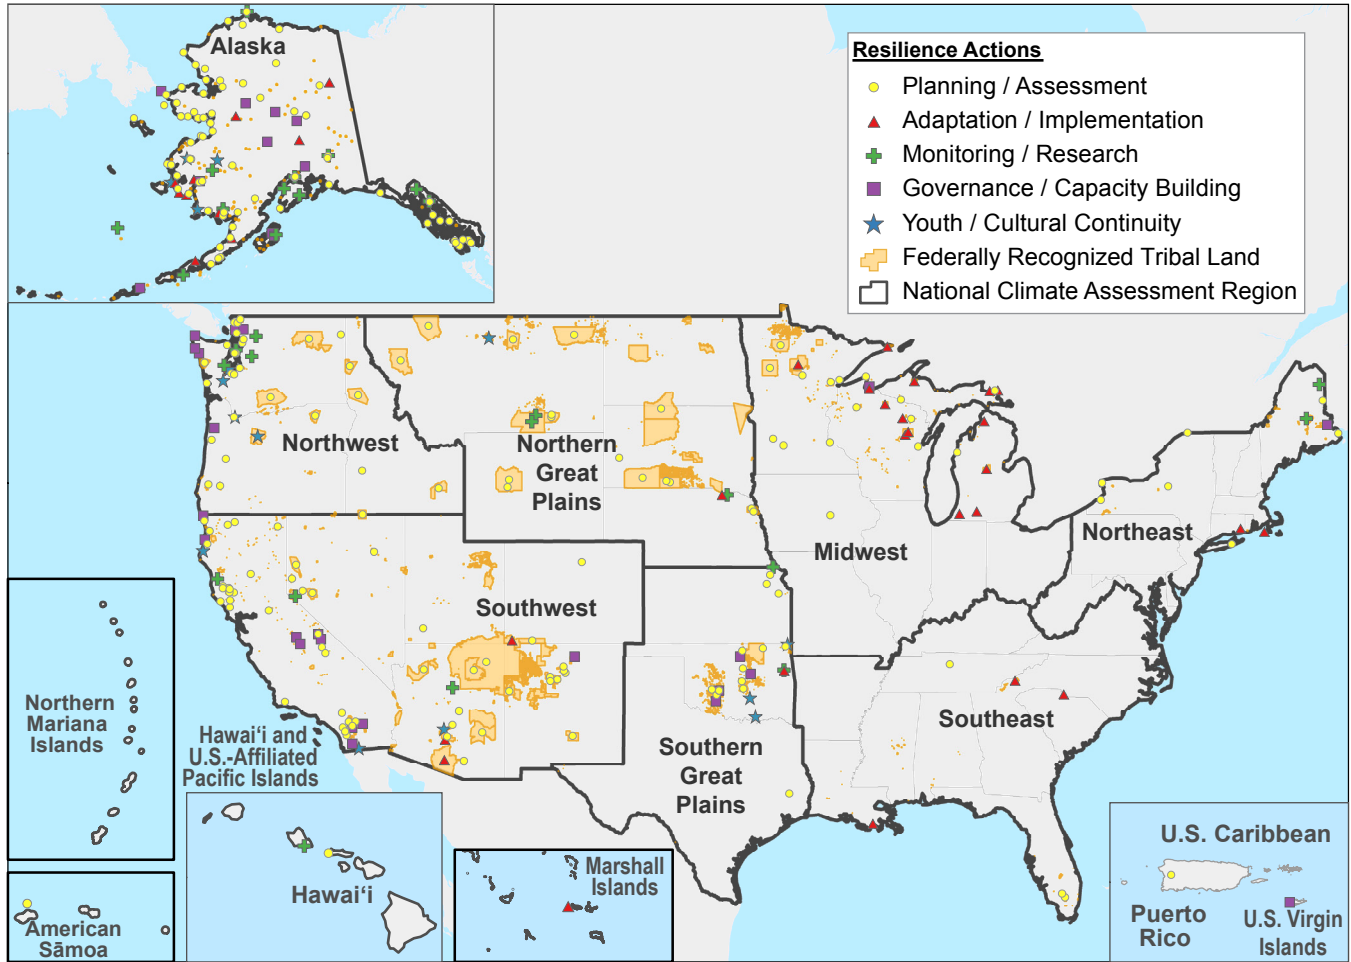 Alaska
Resilience Actions
Planning / Assessment
Adaptation / Implementation
Monitoring / Research
Governance / Capacity Building
Youth / Cultural Continuity
Federally Recognized Tribal Land
National Climate Assessment Region
Northwest
Northern
Great
Plains
Midwest
Northeast
Southwest
Southeast
Southern
Great
Plains
Northern
Mariana
Islands
Hawaiʻi and
U.S.-Affiliated
Pacific Islands
Hawaiʻi
Marshall
Islands
American
Sāmoa
U.S. Caribbean
Puerto
Rico
U.S. Virgin
Islands